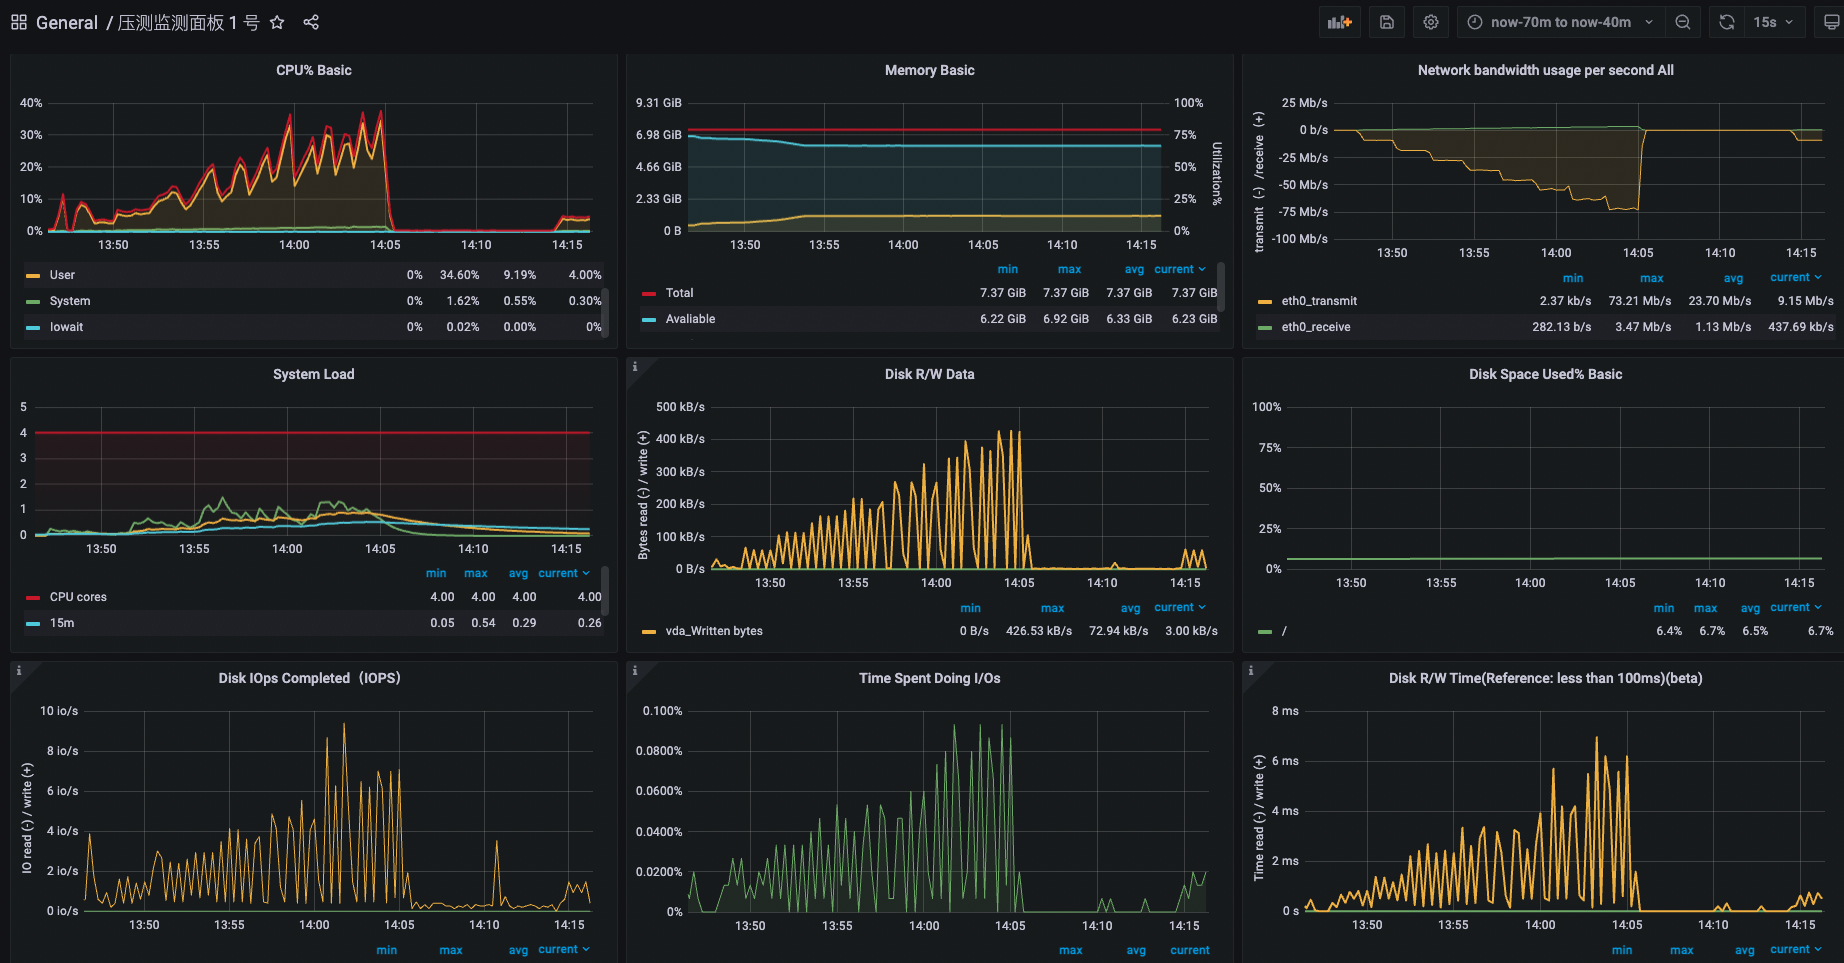 General / 压测监测面板 1 号
now-70m to now-40m
15s
CPU% Basic
40%
30%
20%
10%
0%
13:50 13:55 14:00 14:05 14:10 14:15
User 0% 34.60% 9.19% 4.00%
System 0% 1.62% 0.55% 0.30%
Iowait 0% 0.02% 0.00% 0%
Memory Basic
9.31 GiB 100%
6.98 GiB 75%
4.66 GiB 50%
2.33 GiB 25%
0 B 0%
Utilization%
13:50 13:55 14:00 14:05 14:10 14:15
min max avg current
Total 7.37 GiB 7.37 GiB 7.37 GiB 7.37 GiB
Avaliable 6.22 GiB 6.92 GiB 6.33 GiB 6.23 GiB
Network bandwidth usage per second All
transmit (-) /receive (+)
25 Mb/s
0 b/s
-25 Mb/s
-50 Mb/s
-75 Mb/s
-100 Mb/s
13:50 13:55 14:00 14:05 14:10 14:15
min max avg current
eth0_transmit 2.37 kb/s 73.21 Mb/s 23.70 Mb/s 9.15 Mb/s
eth0_receive 282.13 b/s 3.47 Mb/s 1.13 Mb/s 437.69 kb/s
System Load
5
4
3
2
1
0
13:50 13:55 14:00 14:05 14:10 14:15
min max avg current
CPU cores 4.00 4.00 4.00 4.00
15m 0.05 0.54 0.29 0.26
i
Disk R/W Data
Bytes read (-) / write (+)
500 kB/s
400 kB/s
300 kB/s
200 kB/s
100 kB/s
0 B/s
13:50 13:55 14:00 14:05 14:10 14:15
min max avg current
vda_Written bytes 0 B/s 426.53 kB/s 72.94 kB/s 3.00 kB/s
Disk Space Used% Basic
100%
75%
50%
25%
0%
13:50 13:55 14:00 14:05 14:10 14:15
min max avg current
/ 6.4% 6.7% 6.5% 6.7%
i
Disk IOps Completed（IOPS）
IO read (-) / write (+)
10 io/s
8 io/s
6 io/s
4 io/s
2 io/s
0 io/s
13:50 13:55 14:00 14:05 14:10 14:15
min max avg current
i
Time Spent Doing I/Os
0.100%
0.0800%
0.0600%
0.0400%
0.0200%
0%
13:50 13:55 14:00 14:05 14:10 14:15
max avg current
i
Disk R/W Time(Reference: less than 100ms)(beta)
Time read (-) / write (+)
8 ms
6 ms
4 ms
2 ms
0 s
13:50 13:55 14:00 14:05 14:10 14:15
min max avg current